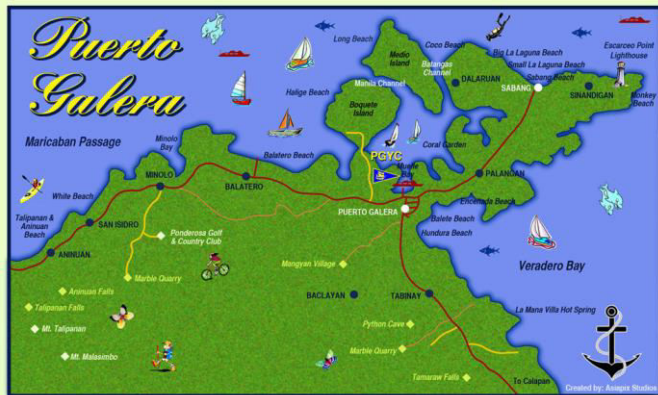 Puerto
Galera
Long Beach
Medio
Island
Coco Beach
Batangas
Channel
Big La Laguna Beach
Small La Laguna Beach
Sabang Beach
Escarceo Point
Lighthouse
Manila Channel
DALARUAN
SABANG
SINANDIGAN
Monkey
Beach
Halige Beach
Boquete
Island
Maricaban Passage
Minolo
Bay
Balatero Beach
PGYC
Coral Garden
Muelle
Bay
MINOLO
BALATERO
PALANGAN
White Beach
Encenada Beach
PUERTO GALERA
Balete Beach
Hundura Beach
Talipanan &
Aninuan
Beach
SAN ISIDRO
Ponderosa Golf
& Country Club
ANINUAN
Mangyan Village
Veradero Bay
Marble Quarry
Aninuan Falls
Talipanan Falls
BACLAYAN
TABINAY
La Mana Villa Hot Spring
Mt. Talipanan
Python Cave
Mt. Malasimbo
Marble Quarry
Tamaraw Falls
To Calapan
Created by: Asiapix Studios